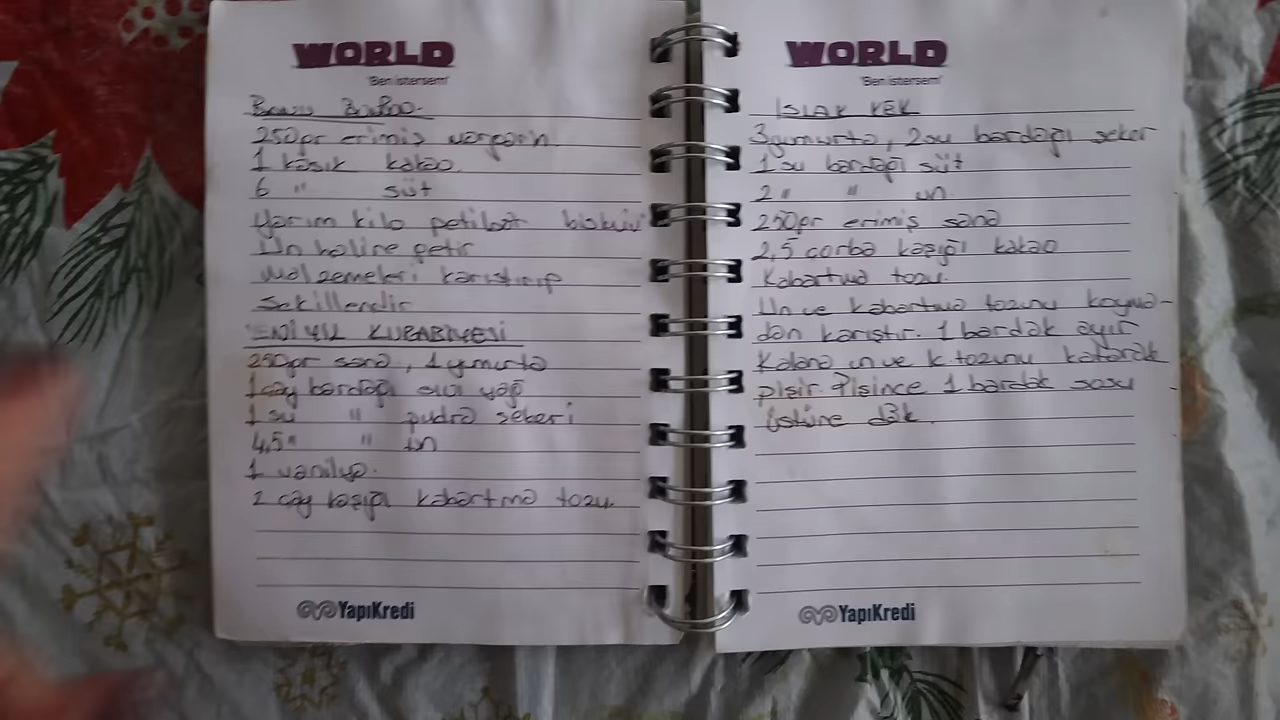 WORLD
'Ben istersem'
250gr erimiş margarin
1 kaşık kakao
6 " süt
Yarım kilo petibör bisküvi
Un haline getir
Malzemeleri karıştırıp
Şekillendir
YENİ YIL KURABİYESİ
250gr sana, 1 yumurta
1 çay bardağı sıvı yağ
1 su " pudra şekeri
4,5 " " un
1 vanilya.
2 çay kaşığı kabartma tozu.
YapıKredi
WORLD
'Ben istersem'
ISLAK KEK
3 yumurta, 2 su bardağı şeker
1 su bardağı süt
2 " " un
250gr erimiş sana
2,5 çorba kaşığı kakao
Kabartma tozu.
Un ve kabartma tozunu koyma-
dan karıştır. 1 bardak ayır
Kalana un ve k tozunu katarak
pişir. Pişince 1 bardak sosu
üstüne dök.
YapıKredi